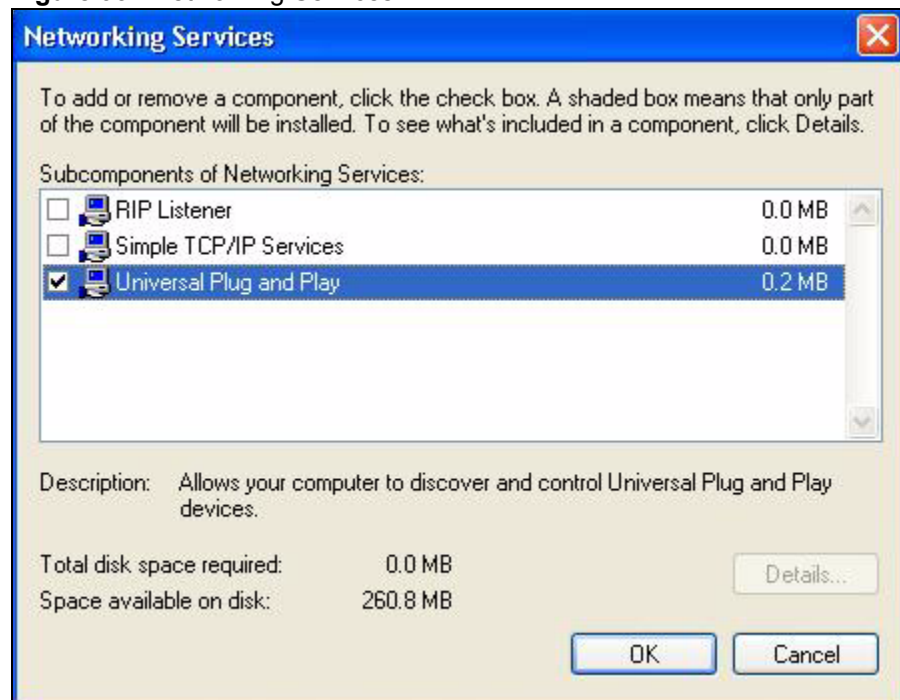 Networking Services
To add or remove a component, click the check box. A shaded box means that only part
of the component will be installed. To see what's included in a component, click Details.
Subcomponents of Networking Services:
RIP Listener 0.0 MB
Simple TCP/IP Services 0.0 MB
Universal Plug and Play 0.2 MB
Description: Allows your computer to discover and control Universal Plug and Play
devices.
Total disk space required: 0.0 MB
Details...
Space available on disk: 260.8 MB
OK Cancel